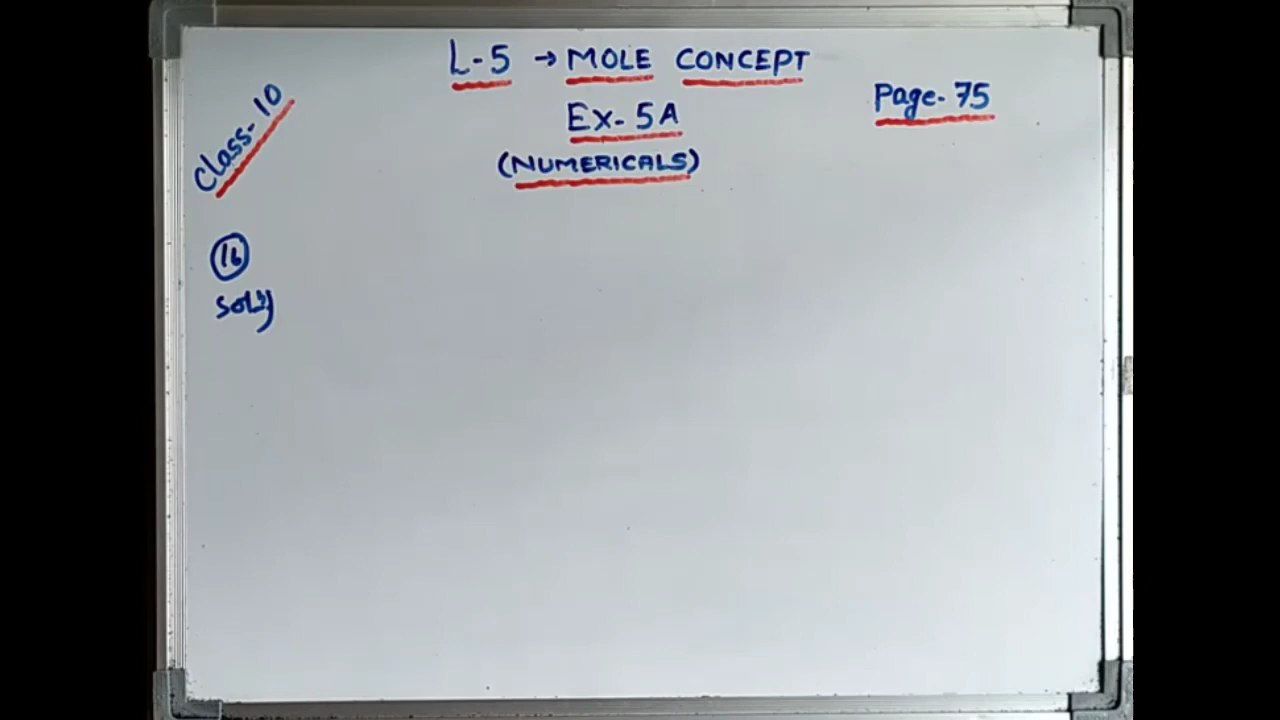 L-5 → MOLE CONCEPT
Class-10
Ex-5A
Page-75
(NUMERICALS)
16
Soln